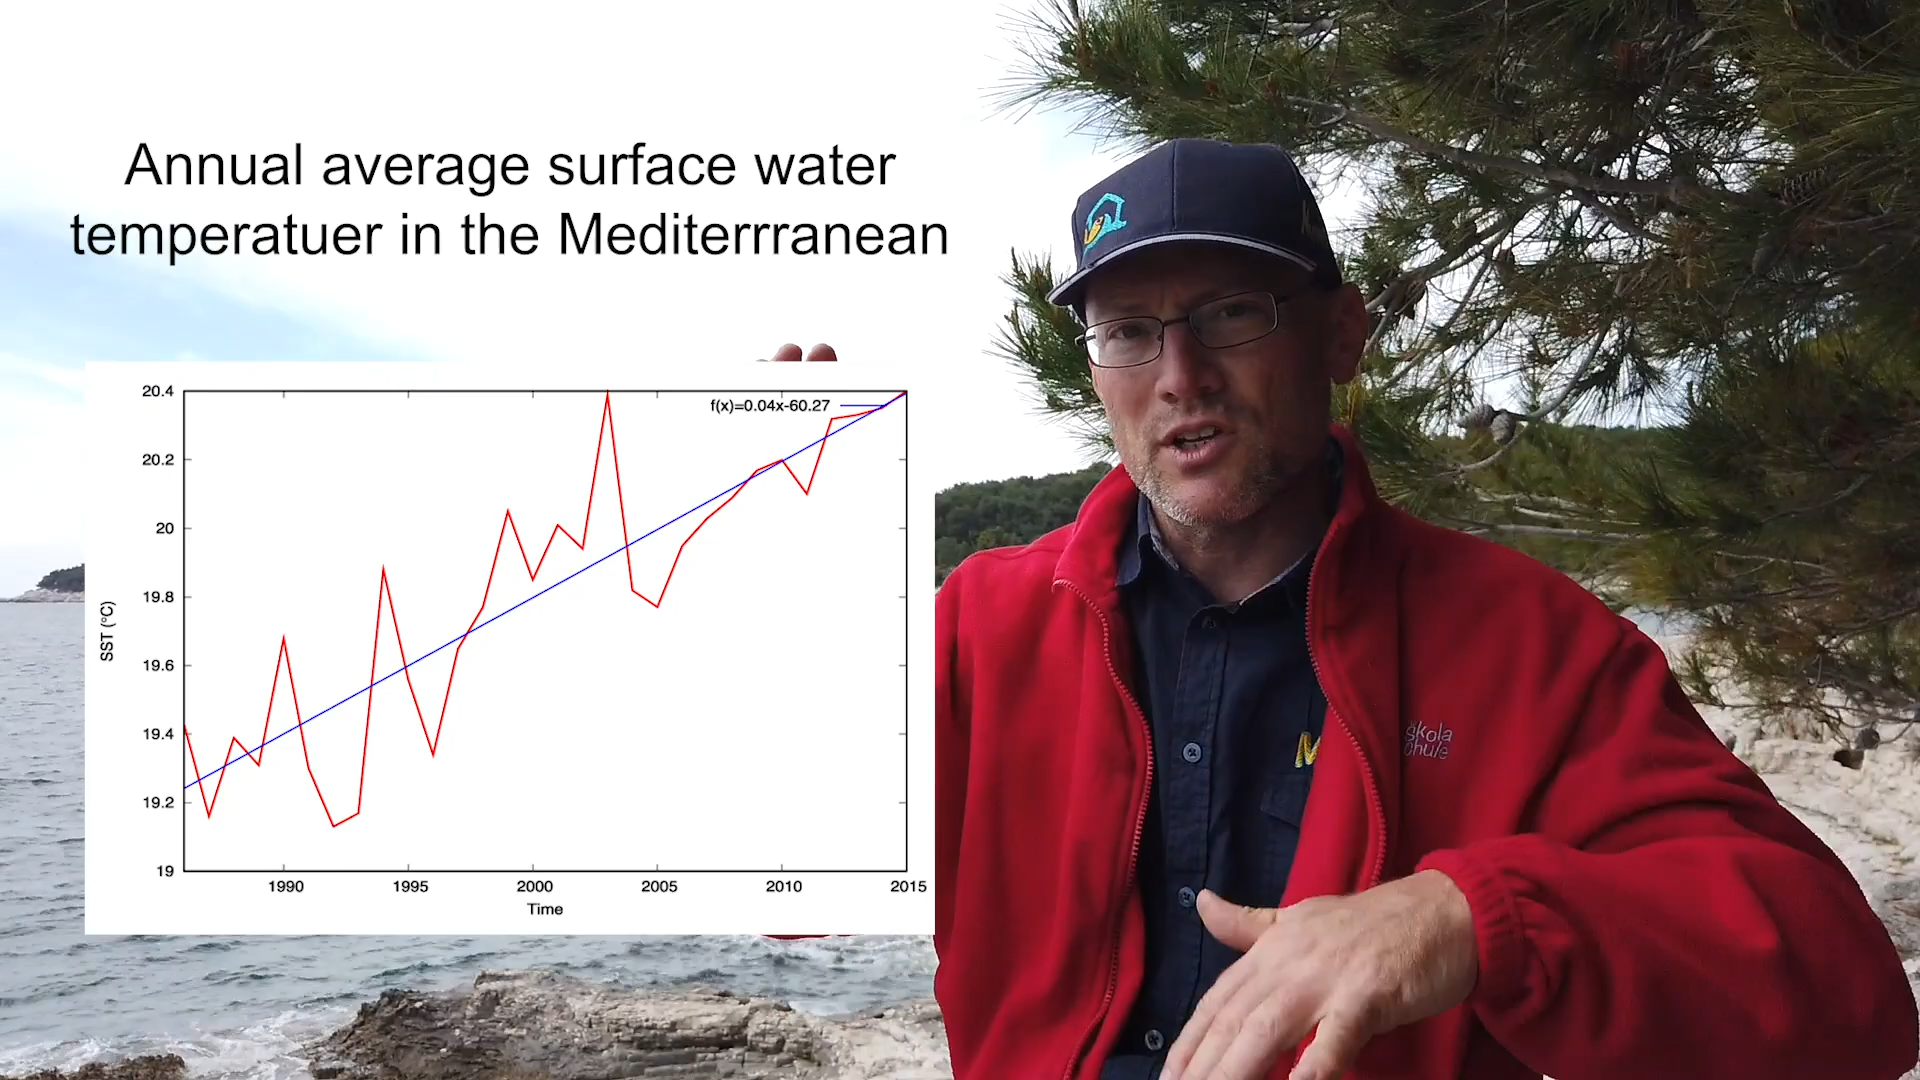 Annual average surface water
temperatuer in the Mediterrranean
20.4
20.2
20
19.8
19.6
19.4
19.2
19
SST (°C)
f(x)=0.04x-60.27
1990
1995
2000
2005
2010
2015
Time
škola
chule
M